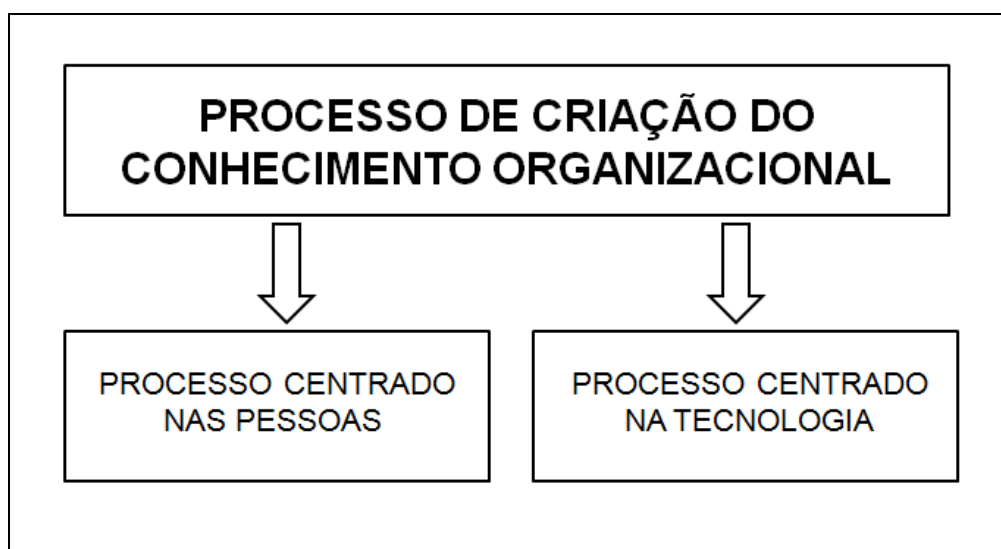 PROCESSO DE CRIAÇÃO DO
CONHECIMENTO ORGANIZACIONAL
PROCESSO CENTRADO
NAS PESSOAS
PROCESSO CENTRADO
NA TECNOLOGIA